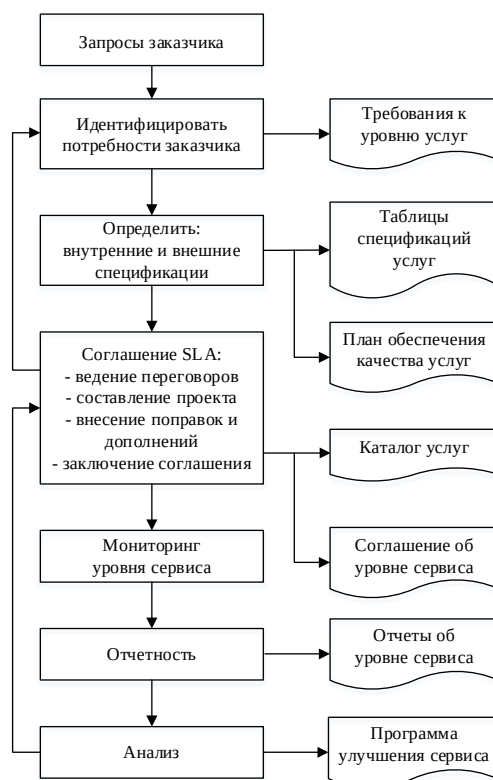 Запросы заказчика
Идентифицировать
потребности заказчика
Требования к
уровню услуг
Определить:
внутренние и внешние
спецификации
Таблицы
спецификаций
услуг
План обеспечения
качества услуг
Соглашение SLA:
- ведение переговоров
- составление проекта
- внесение поправок и
дополнений
- заключение соглашения
Каталог услуг
Соглашение об
уровне сервиса
Мониторинг
уровня сервиса
Отчетность
Отчеты об
уровне сервиса
Анализ
Программа
улучшения сервиса